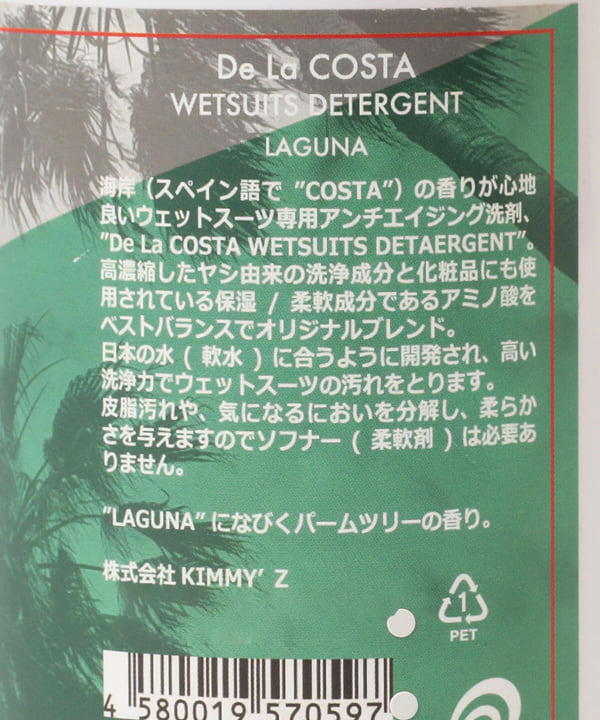 De La COSTA
WETSUITS DETERGENT
LAGUNA
海岸（スペイン語で ”COSTA”）の香りが心地
良いウェットスーツ専用アンチエイジング洗剤、
”De La COSTA WETSUITS DETAERGENT”。
高濃縮したヤシ由来の洗浄成分と化粧品にも使
用されている保湿 / 柔軟成分であるアミノ酸を
ベストバランスでオリジナルブレンド。
日本の水 ( 軟水 ) に合うように開発され、高い
洗浄力でウェットスーツの汚れをとります。
皮脂汚れや、気になるにおいを分解し、柔らか
さを与えますのでソフナー ( 柔軟剤 ) は必要あ
りません。
”LAGUNA” になびくパームツリーの香り。
株式会社 KIMMY’ Z
1
PET
4 580019 570597